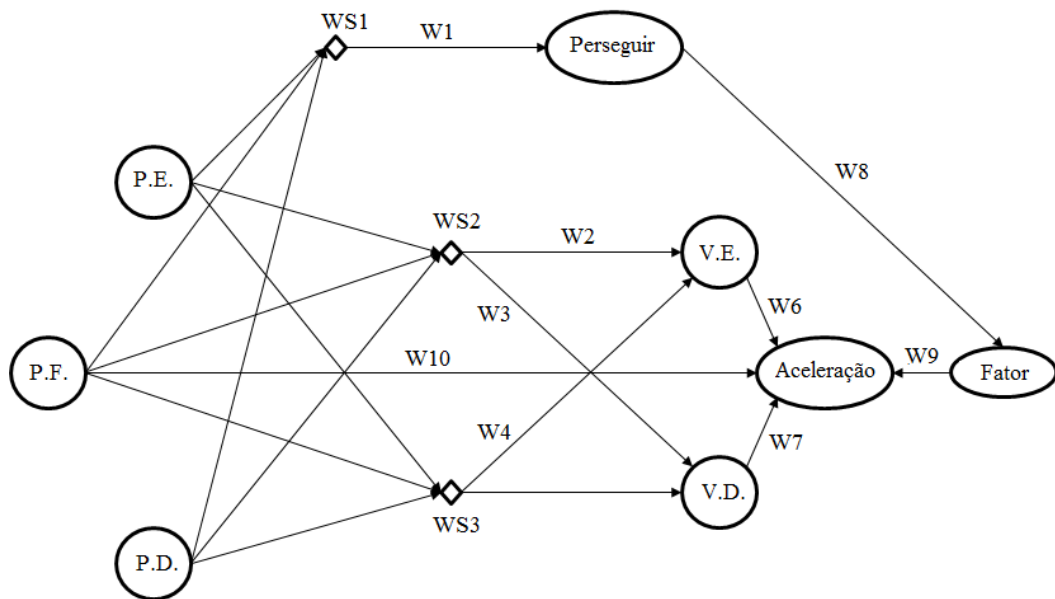 WS1
W1
Perseguir
P.E.
W8
WS2
W2
V.E.
W3
W6
P.F.
W10
Aceleração
W9
Fator
W4
W7
WS3
V.D.
P.D.